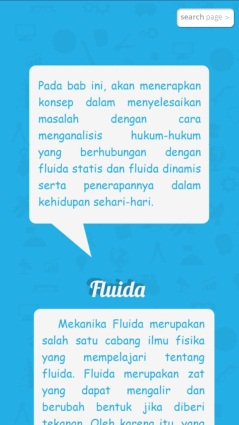 search page >
Pada bab ini, akan menerapkan
konsep dalam menyelesaikan
masalah dengan cara
menganalisis hukum-hukum
yang berhubungan dengan
fluida statis dan fluida dinamis
serta penerapannya dalam
kehidupan sehari-hari.
Fluida
Mekanika Fluida merupakan
salah satu cabang ilmu fisika
yang mempelajari tentang
fluida. Fluida merupakan zat
yang dapat mengalir dan
berubah bentuk jika diberi
tekanan. Oleh karena itu, yang